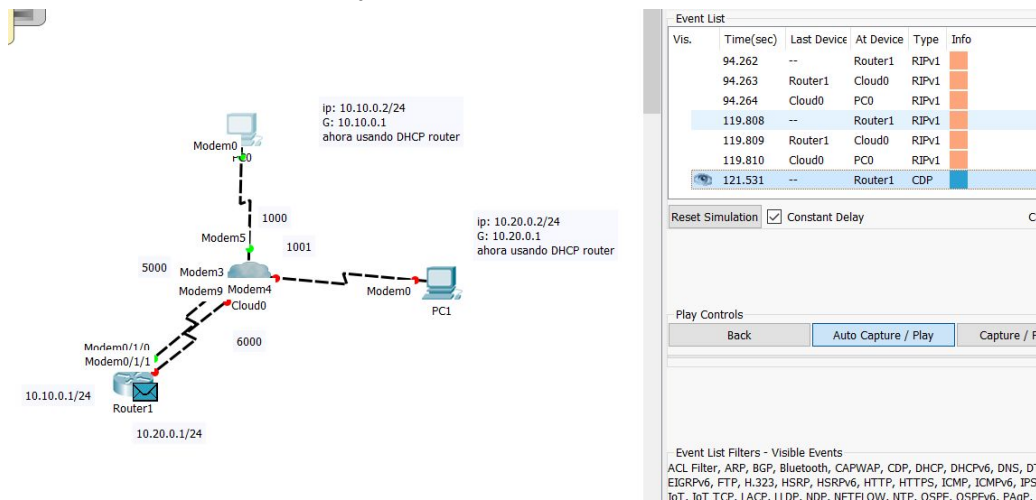 ip: 10.10.0.2/24
G: 10.10.0.1
ahora usando DHCP router
Modem0
1000
Modem5
1001
ip: 10.20.0.2/24
G: 10.20.0.1
ahora usando DHCP router
5000
Modem3
Modem9
Modem4
Cloud0
Modem0
PC1
6000
Modem0/1/0
Modem0/1/1
10.10.0.1/24
Router1
10.20.0.1/24
Event List
Vis. Time(sec) Last Device At Device Type Info
94.262 -- Router1 RIPv1
94.263 Router1 Cloud0 RIPv1
94.264 Cloud0 PC0 RIPv1
119.808 -- Router1 RIPv1
119.809 Router1 Cloud0 RIPv1
119.810 Cloud0 PC0 RIPv1
121.531 -- Router1 CDP
Reset Simulation Constant Delay
Play Controls
Back Auto Capture / Play Capture /
Event List Filters - Visible Events
ACL Filter, ARP, BGP, Bluetooth, CAPWAP, CDP, DHCP, DHCPv6, DNS,
EIGRPv6, FTP, H.323, HSRP, HSRPv6, HTTP, HTTPS, ICMP, ICMPv6,
IoT, IoT TCP, LACP, LLDP, NDP, NETFLOW, NTP, OSPF, OSPFv6, PAgP,